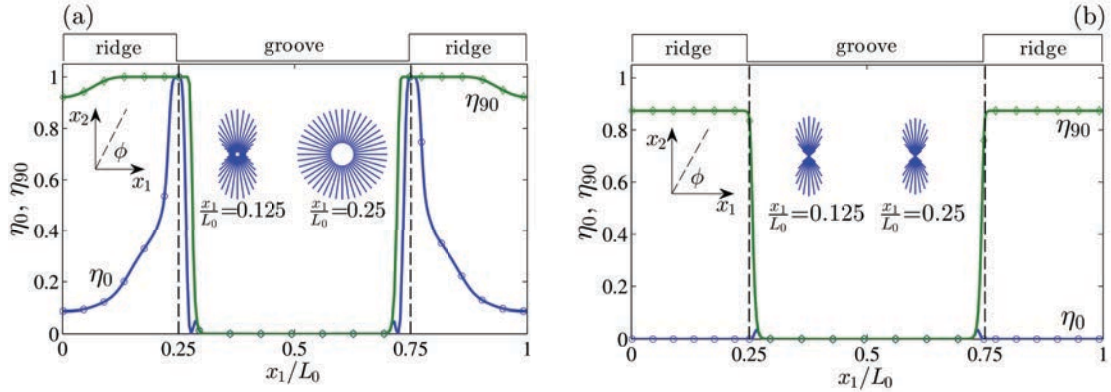 (a)
ridge groove ridge
1
0.8
0.6
0.4
0.2
0
η₀, η₉₀
x₂
ϕ
x₁
x₁/L₀=0.125
x₁/L₀=0.25
η₉₀
η₀
0 0.25 0.5 0.75 1
x₁/L₀
(b)
ridge groove ridge
1
0.8
0.6
0.4
0.2
0
η₀, η₉₀
x₂
ϕ
x₁
x₁/L₀=0.125
x₁/L₀=0.25
η₉₀
η₀
0 0.25 0.5 0.75 1
x₁/L₀